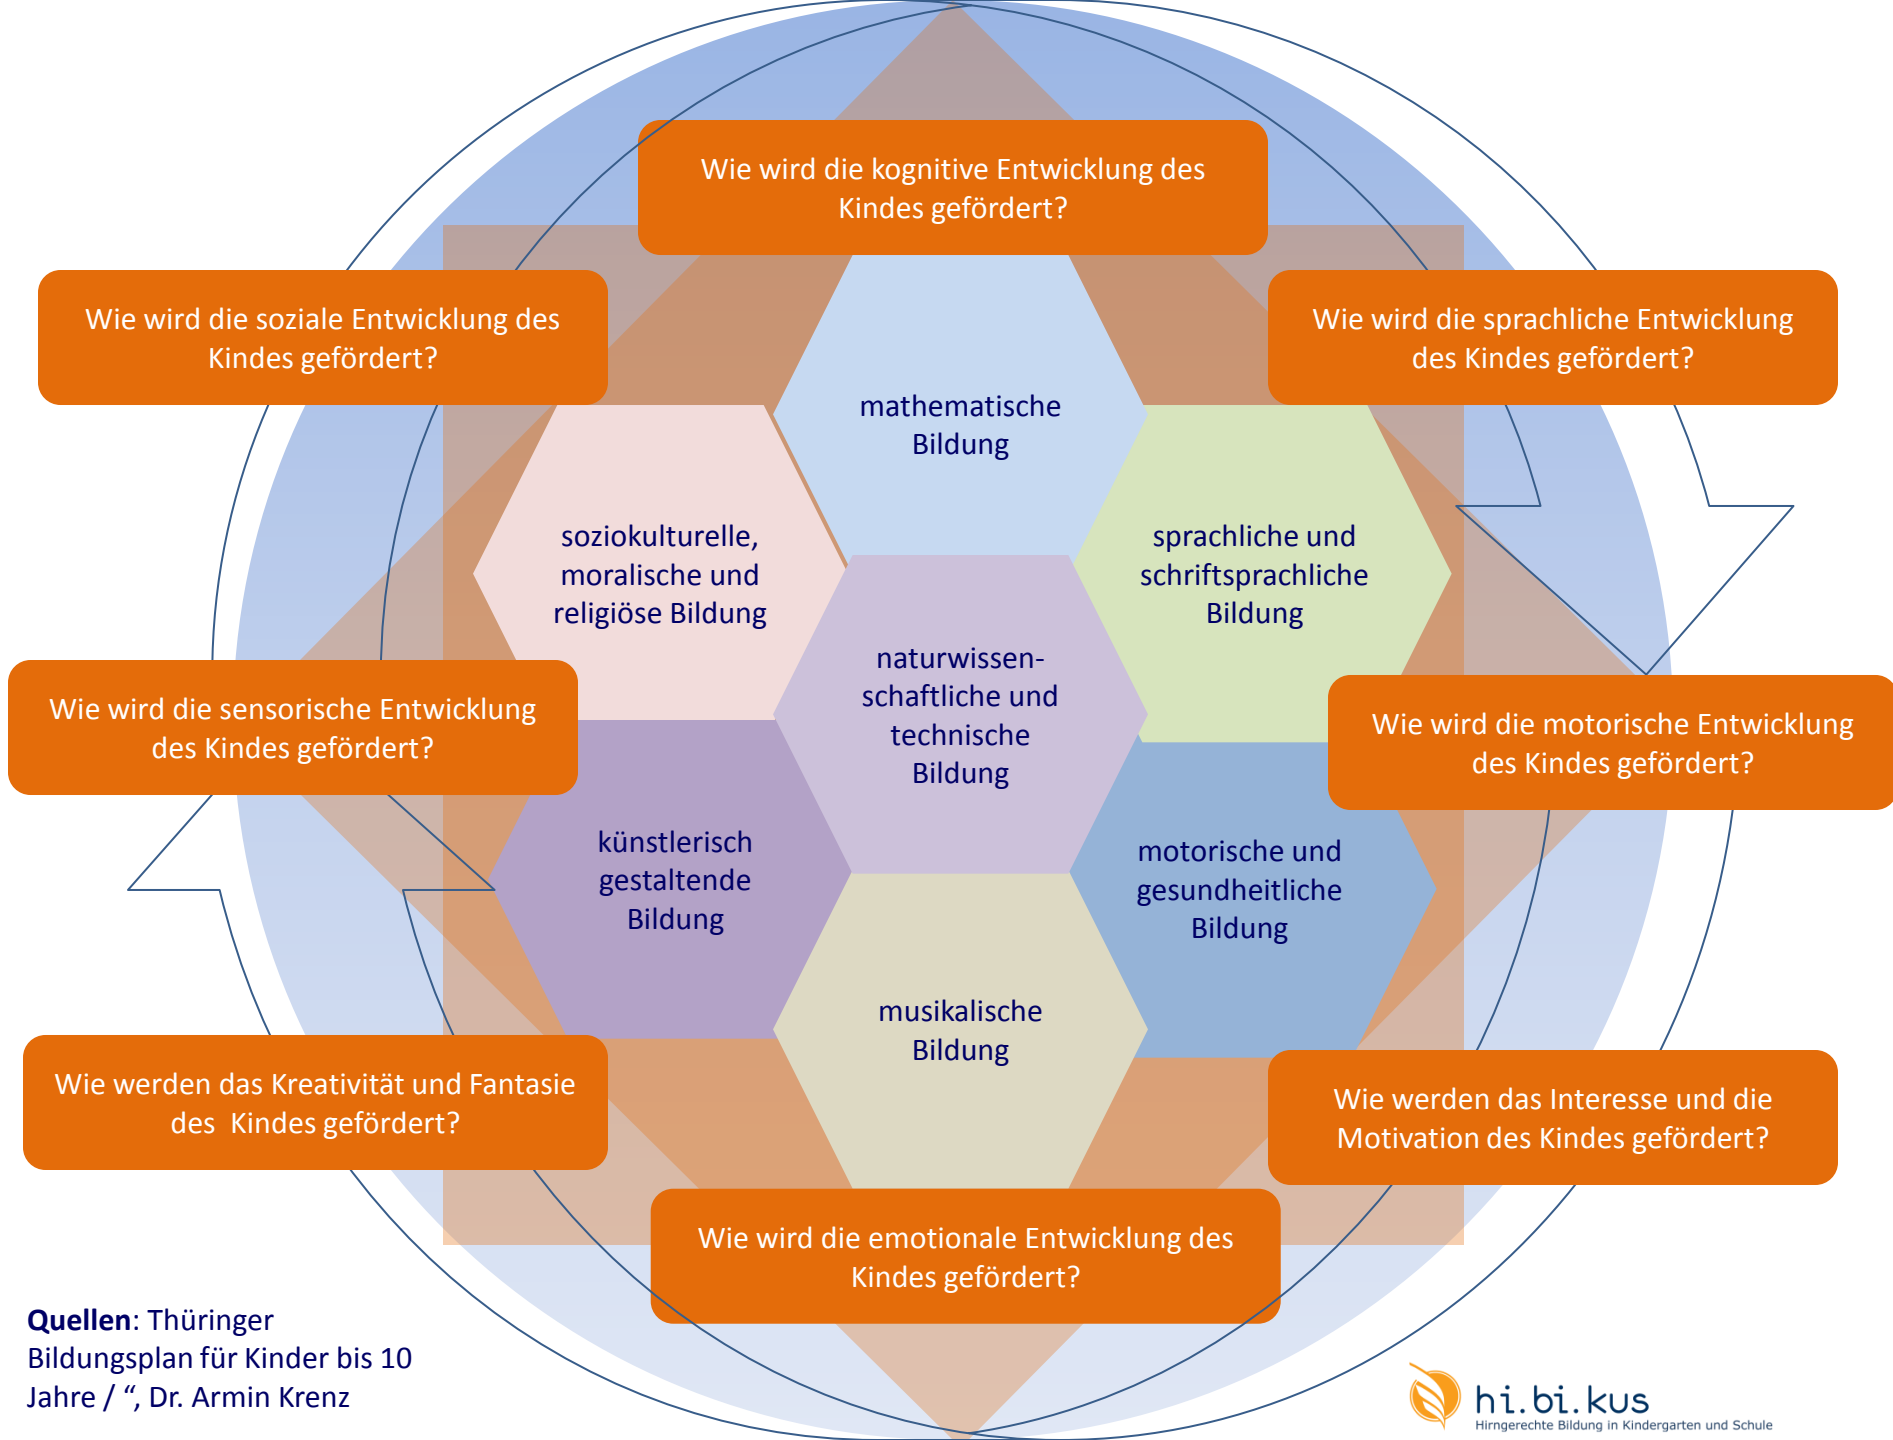 Wie wird die kognitive Entwicklung des
Kindes gefördert?
Wie wird die soziale Entwicklung des
Kindes gefördert?
Wie wird die sprachliche Entwicklung
des Kindes gefördert?
mathematische
Bildung
soziokulturelle,
moralische und
religiöse Bildung
sprachliche und
schriftsprachliche
Bildung
naturwissen-
schaftliche und
technische
Bildung
Wie wird die sensorische Entwicklung
des Kindes gefördert?
Wie wird die motorische Entwicklung
des Kindes gefördert?
künstlerisch
gestaltende
Bildung
motorische und
gesundheitliche
Bildung
musikalische
Bildung
Wie werden das Kreativität und Fantasie
des  Kindes gefördert?
Wie werden das Interesse und die
Motivation des Kindes gefördert?
Wie wird die emotionale Entwicklung des
Kindes gefördert?
Quellen: Thüringer
Bildungsplan für Kinder bis 10
Jahre / “, Dr. Armin Krenz
hi.bi.kus
Hirngerechte Bildung in Kindergarten und Schule